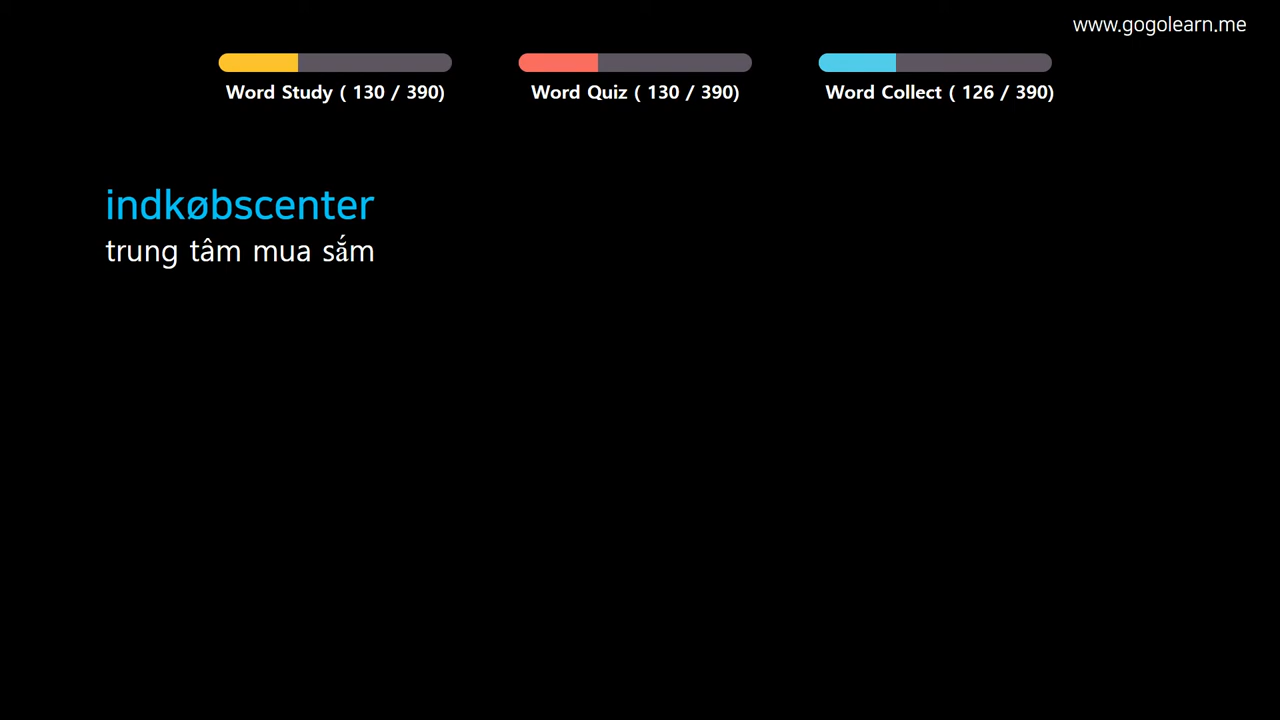 www.gogolearn.me
Word Study ( 130 / 390)
Word Quiz ( 130 / 390)
Word Collect ( 126 / 390)
indkøbscenter
trung tâm mua sắm